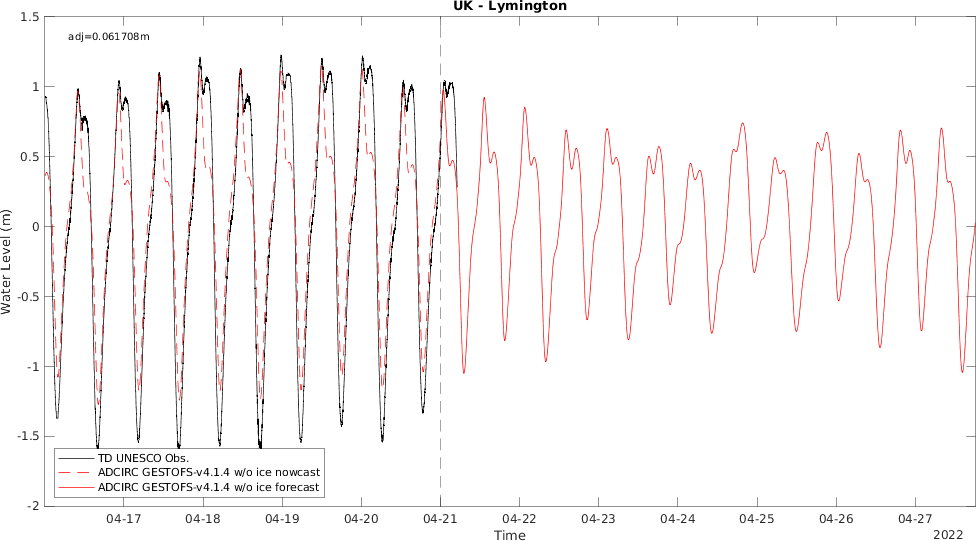 UK - Lymington
adj=0.061708m
1.5
1
0.5
0
-0.5
-1
-1.5
-2
Water Level (m)
TD UNESCO Obs.
ADCIRC GESTOFS-v4.1.4 w/o ice nowcast
ADCIRC GESTOFS-v4.1.4 w/o ice forecast
04-17 04-18 04-19 04-20 04-21 04-22 04-23 04-24 04-25 04-26 04-27
Time
2022